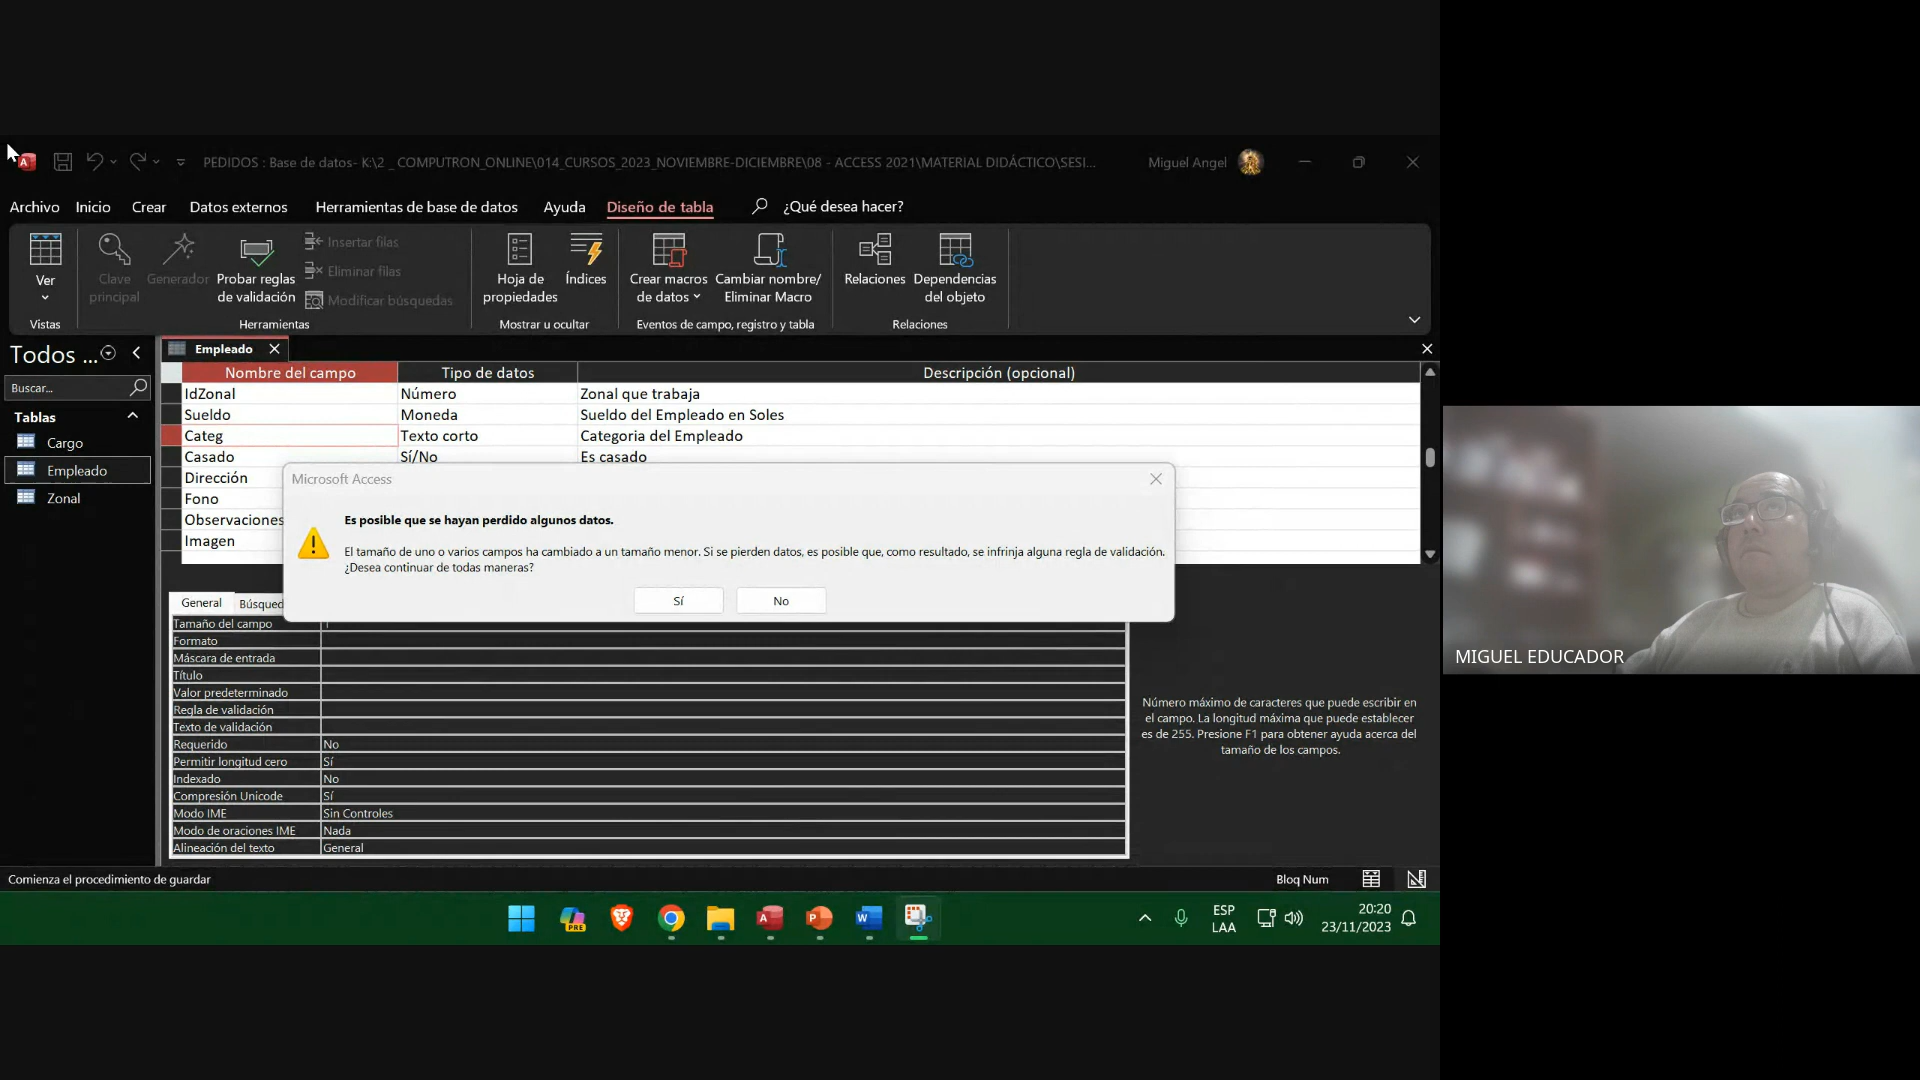 PEDIDOS : Base de datos- K:\2 _ COMPUTRON_ONLINE\014_CURSOS_2023_NOVIEMBRE-DICIEMBRE\08 - ACCESS 2021\MATERIAL DIDÁCTICO\SESI...
Miguel Angel
Archivo Inicio Crear Datos externos Herramientas de base de datos Ayuda Diseño de tabla ¿Qué desea hacer?
Ver
Clave principal
Generador
Probar reglas de validación
Insertar filas
Eliminar filas
Modificar búsquedas
Hoja de propiedades
Índices
Crear macros de datos
Cambiar nombre/ Eliminar Macro
Relaciones
Dependencias del objeto
Vistas Herramientas Mostrar u ocultar Eventos de campo, registro y tabla Relaciones
Todos ...
Buscar...
Tablas
Cargo
Empleado
Zonal
Empleado
Nombre del campo Tipo de datos Descripción (opcional)
IdZonal Número Zonal que trabaja
Sueldo Moneda Sueldo del Empleado en Soles
Categ Texto corto Categoria del Empleado
Casado Sí/No Es casado
Dirección
Fono
Observaciones
Imagen
Microsoft Access
Es posible que se hayan perdido algunos datos.
El tamaño de uno o varios campos ha cambiado a un tamaño menor. Si se pierden datos, es posible que, como resultado, se infrinja alguna regla de validación.
¿Desea continuar de todas maneras?
Sí No
General Búsqued
Tamaño del campo 1
Formato
Máscara de entrada
Título
Valor predeterminado
Regla de validación
Texto de validación
Requerido No
Permitir longitud cero Sí
Indexado No
Compresión Unicode Sí
Modo IME Sin Controles
Modo de oraciones IME Nada
Alineación del texto General
Número máximo de caracteres que puede escribir en
el campo. La longitud máxima que puede establecer
es de 255. Presione F1 para obtener ayuda acerca del
tamaño de los campos.
Comienza el procedimiento de guardar
Bloq Num
PRE
ESP
LAA
20:20
23/11/2023
MIGUEL EDUCADOR